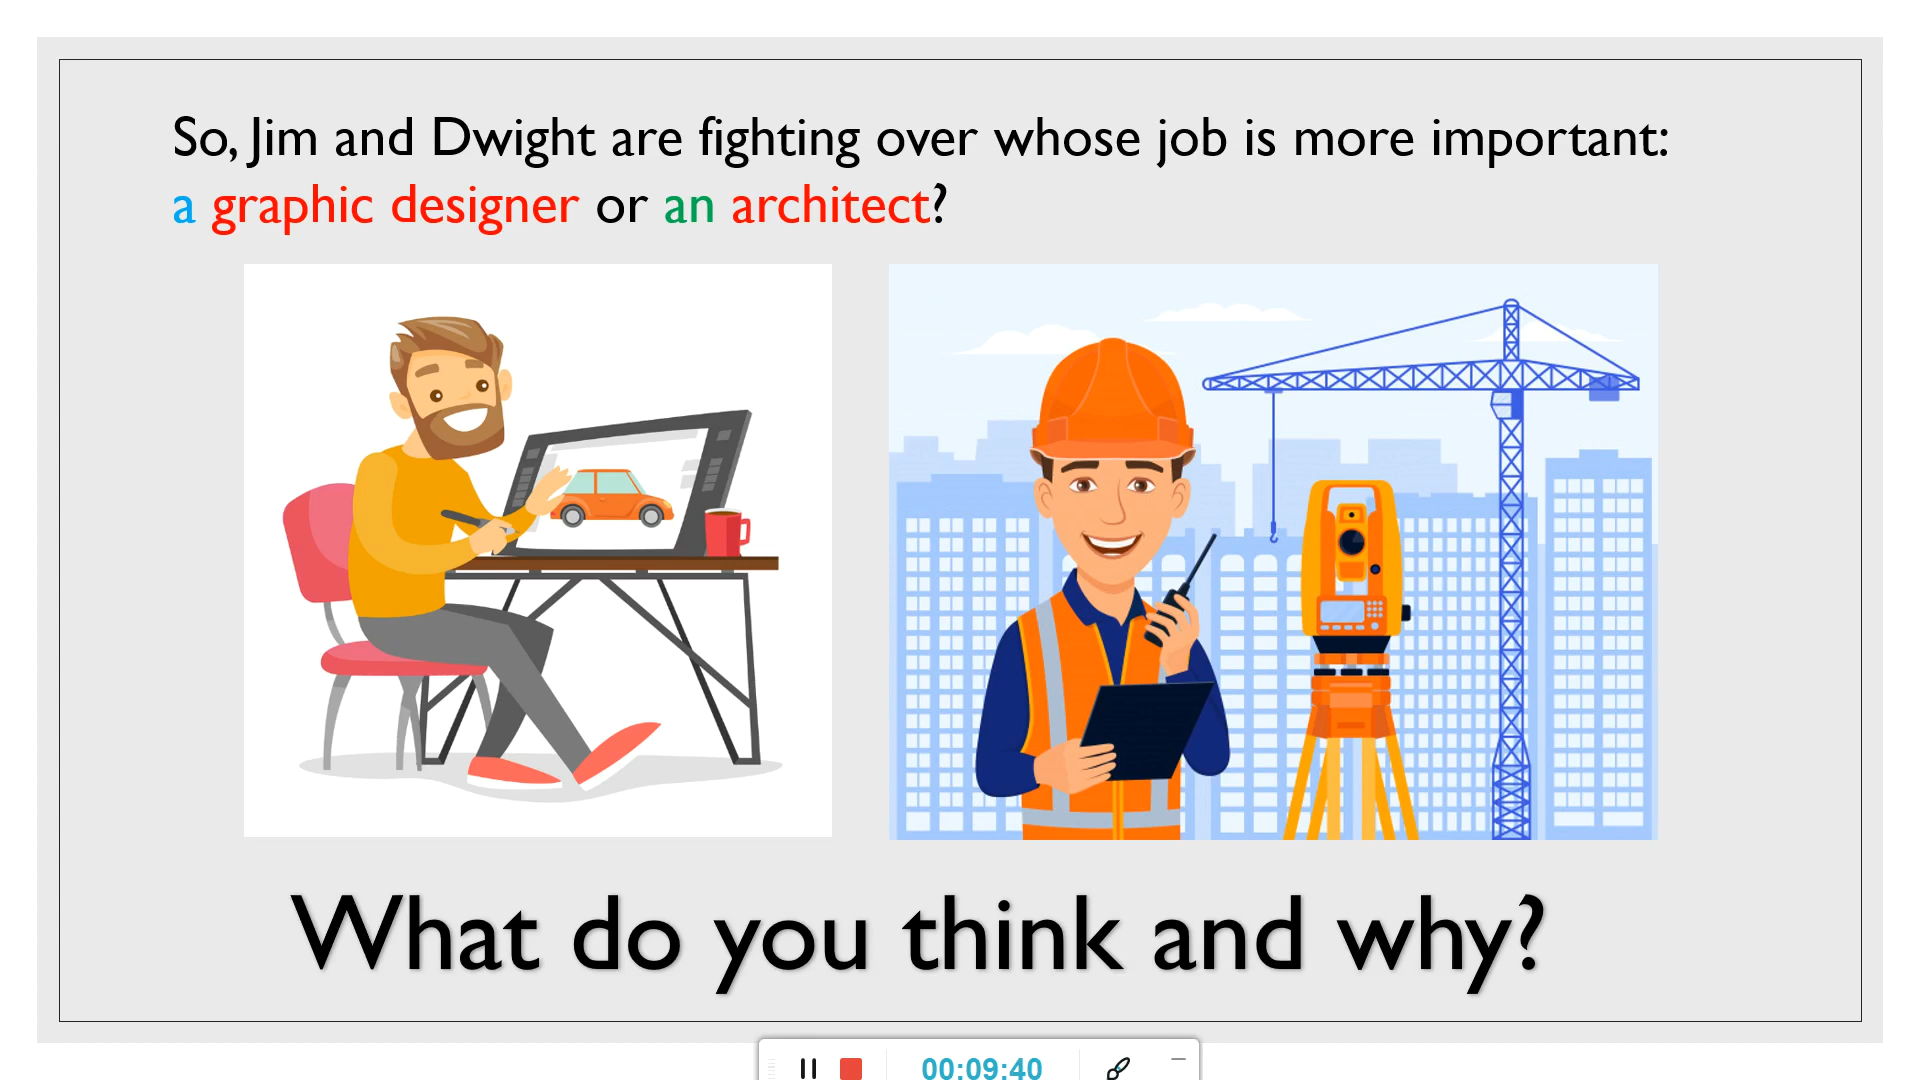 So, Jim and Dwight are fighting over whose job is more important:
a graphic designer or an architect?
What do you think and why?
00:09:40